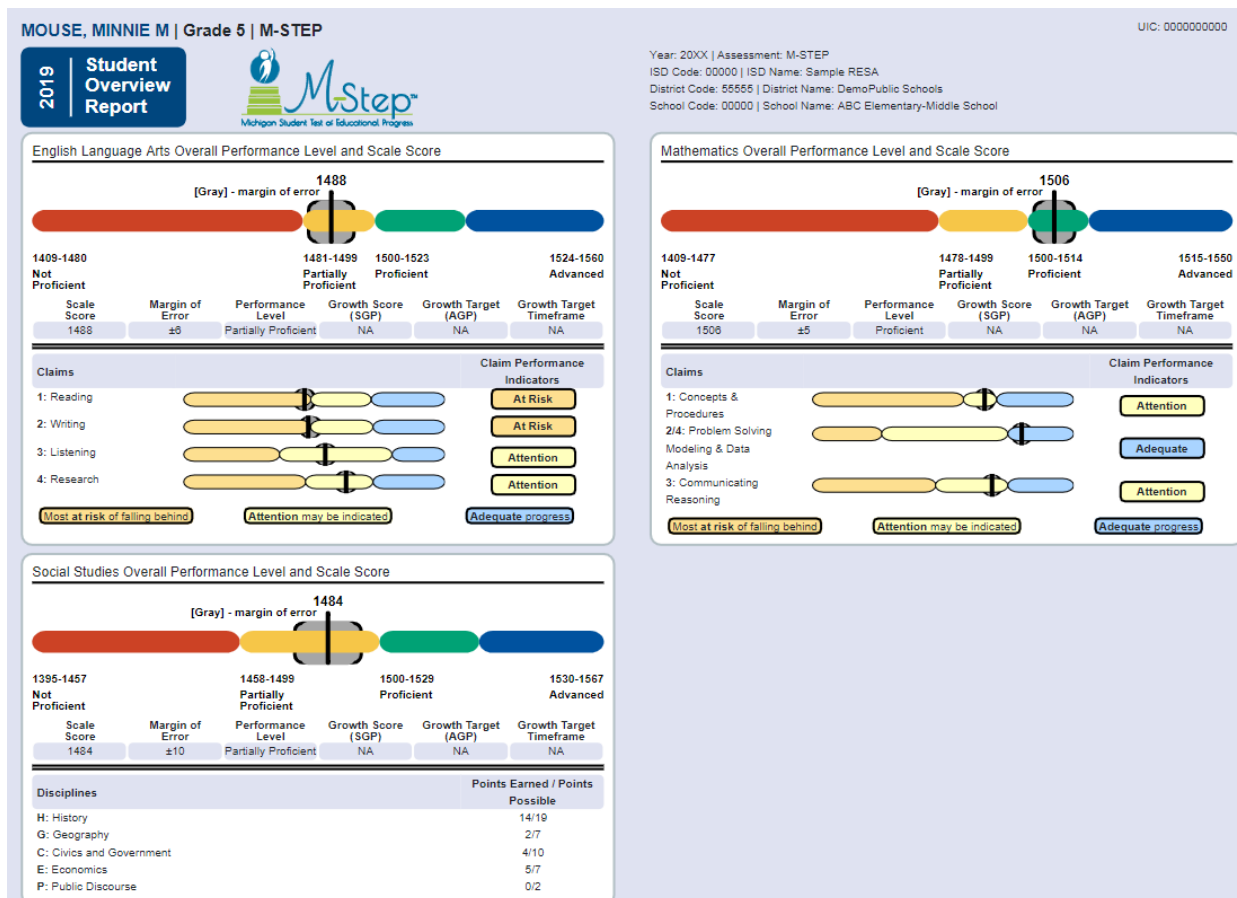 MOUSE, MINNIE M | Grade 5 | M-STEP
UIC: 0000000000
2019
Student
Overview
Report
M-Step™
Michigan Student Test of Educational Progress
Year: 20XX | Assessment: M-STEP
ISD Code: 00000 | ISD Name: Sample RESA
District Code: 55555 | District Name: DemoPublic Schools
School Code: 00000 | School Name: ABC Elementary-Middle School
English Language Arts Overall Performance Level and Scale Score
1488
[Gray] - margin of error
1409-1480 1481-1499 1500-1523 1524-1560
Not Partially Proficient Advanced
Proficient Proficient
Scale Margin of Performance Growth Score Growth Target Growth Target
Score Error Level (SGP) (AGP) Timeframe
1488 ±6 Partially Proficient NA NA NA
Claims Claim Performance
Indicators
1: Reading At Risk
2: Writing At Risk
3: Listening Attention
4: Research Attention
Most at risk of falling behind Attention may be indicated Adequate progress
Mathematics Overall Performance Level and Scale Score
1506
[Gray] - margin of error
1409-1477 1478-1499 1500-1514 1515-1550
Not Partially Proficient Advanced
Proficient Proficient
Scale Margin of Performance Growth Score Growth Target Growth Target
Score Error Level (SGP) (AGP) Timeframe
1506 ±5 Proficient NA NA NA
Claims Claim Performance
Indicators
1: Concepts &
Procedures Attention
2/4: Problem Solving
Modeling & Data Adequate
Analysis
3: Communicating
Reasoning Attention
Most at risk of falling behind Attention may be indicated Adequate progress
Social Studies Overall Performance Level and Scale Score
1484
[Gray] - margin of error
1395-1457 1458-1499 1500-1529 1530-1567
Not Partially Proficient Advanced
Proficient Proficient
Scale Margin of Performance Growth Score Growth Target Growth Target
Score Error Level (SGP) (AGP) Timeframe
1484 ±10 Partially Proficient NA NA NA
Disciplines Points Earned / Points
Possible
H: History 14/19
G: Geography 2/7
C: Civics and Government 4/10
E: Economics 5/7
P: Public Discourse 0/2